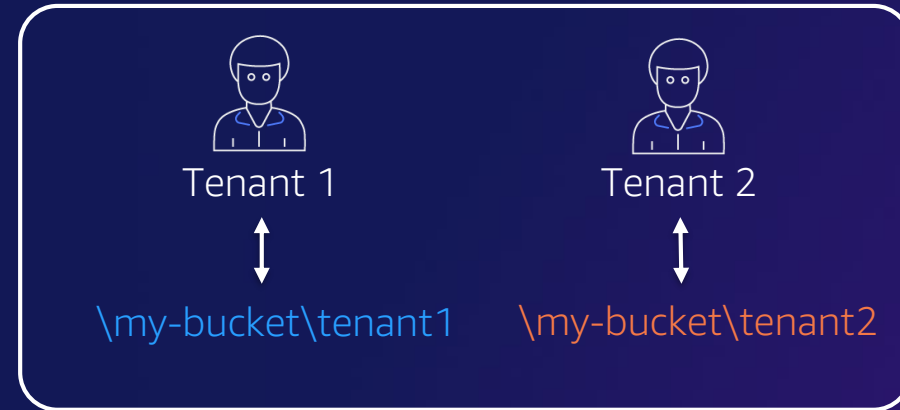 Tenant 1
Tenant 2
\my-bucket\tenant1
\my-bucket\tenant2